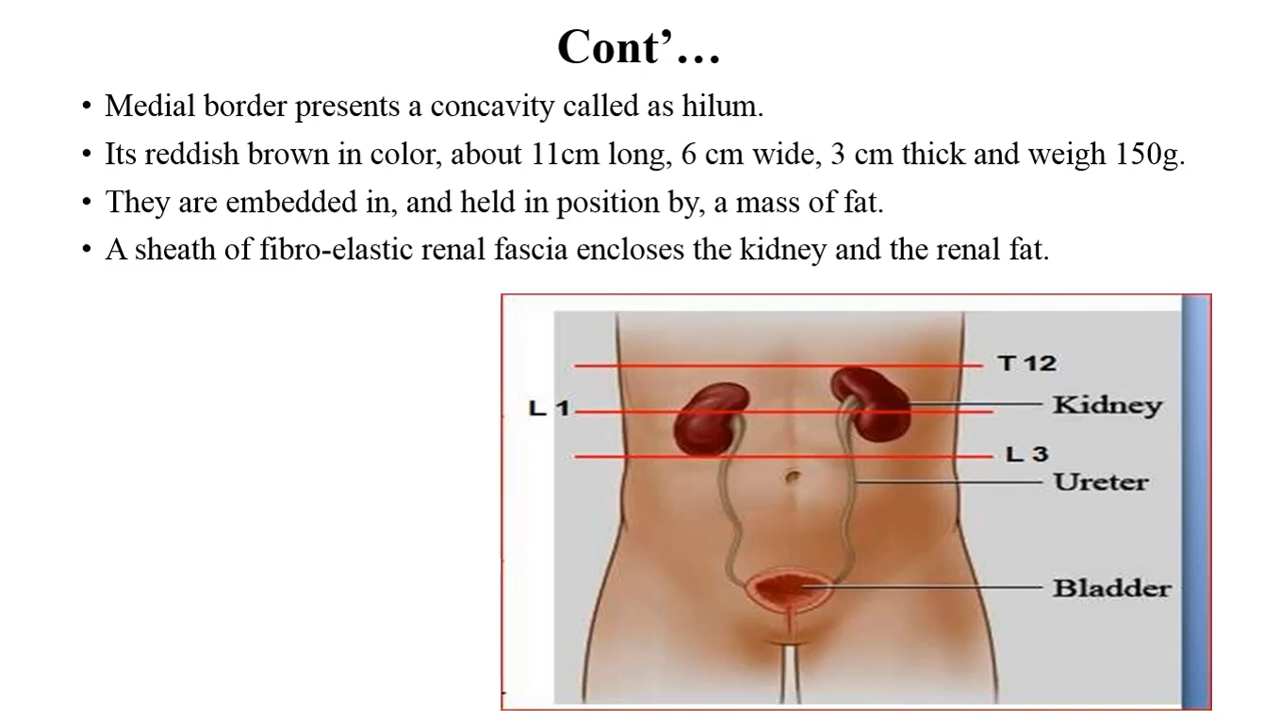 Cont’…
• Medial border presents a concavity called as hilum.
• Its reddish brown in color, about 11cm long, 6 cm wide, 3 cm thick and weigh 150g.
• They are embedded in, and held in position by, a mass of fat.
• A sheath of fibro-elastic renal fascia encloses the kidney and the renal fat.
T 12
L 1
Kidney
L 3
Ureter
Bladder